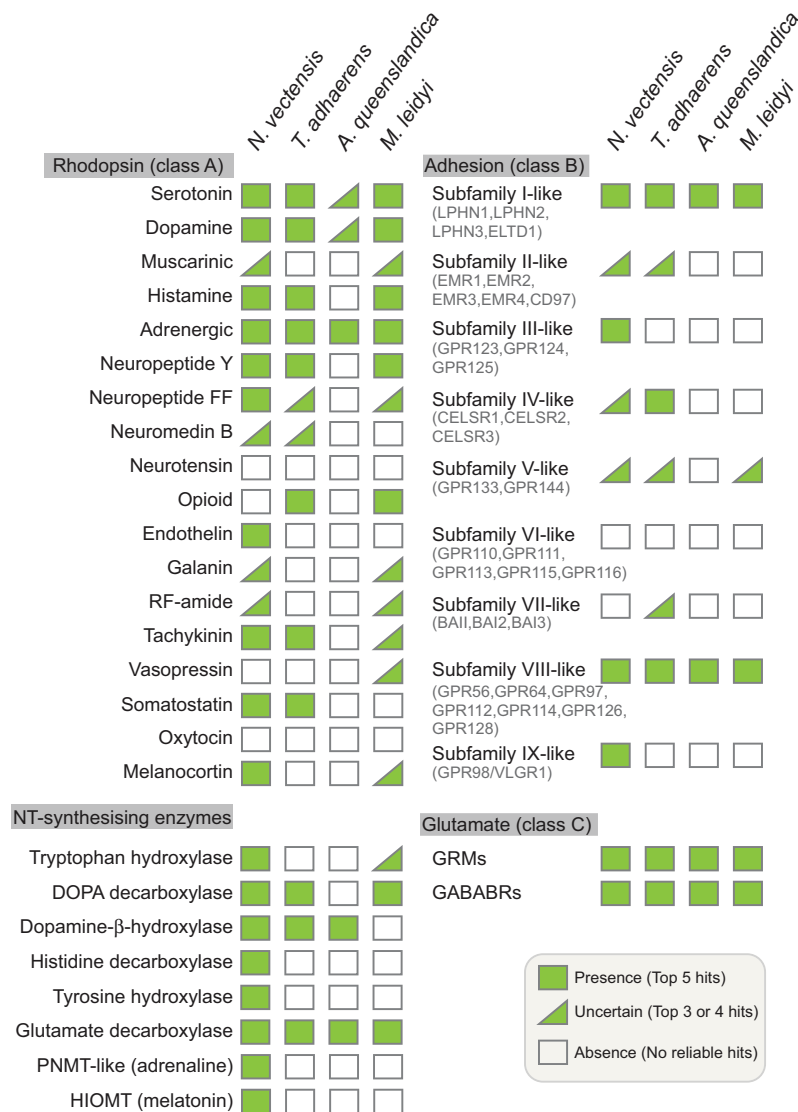 N. vectensis
T. adhaerens
A. queenslandica
M. leidyi
Rhodopsin (class A)
Serotonin
Dopamine
Muscarinic
Histamine
Adrenergic
Neuropeptide Y
Neuropeptide FF
Neuromedin B
Neurotensin
Opioid
Endothelin
Galanin
RF-amide
Tachykinin
Vasopressin
Somatostatin
Oxytocin
Melanocortin
NT-synthesising enzymes
Tryptophan hydroxylase
DOPA decarboxylase
Dopamine-β-hydroxylase
Histidine decarboxylase
Tyrosine hydroxylase
Glutamate decarboxylase
PNMT-like (adrenaline)
HIOMT (melatonin)
N. vectensis
T. adhaerens
A. queenslandica
M. leidyi
Adhesion (class B)
Subfamily I-like
(LPHN1,LPHN2,
LPHN3,ELTD1)
Subfamily II-like
(EMR1,EMR2,
EMR3,EMR4,CD97)
Subfamily III-like
(GPR123,GPR124,
GPR125)
Subfamily IV-like
(CELSR1,CELSR2,
CELSR3)
Subfamily V-like
(GPR133,GPR144)
Subfamily VI-like
(GPR110,GPR111,
GPR113,GPR115,GPR116)
Subfamily VII-like
(BAII,BAI2,BAI3)
Subfamily VIII-like
(GPR56,GPR64,GPR97,
GPR112,GPR114,GPR126,
GPR128)
Subfamily IX-like
(GPR98/VLGR1)
Glutamate (class C)
GRMs
GABABRs
Presence (Top 5 hits)
Uncertain (Top 3 or 4 hits)
Absence (No reliable hits)